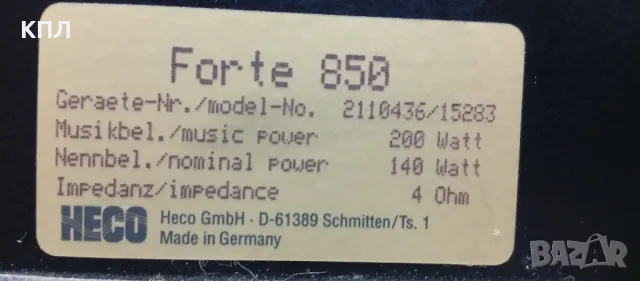 КПЛ
Forte 850
Geraete-Nr./model-No. 2110436/15283
Musikbel./music power 200 Watt
Nennbel./nominal power 140 Watt
Impedanz/impedance 4 Ohm
HECO Heco GmbH · D-61389 Schmitten/Ts. 1
Made in Germany
BAZAR